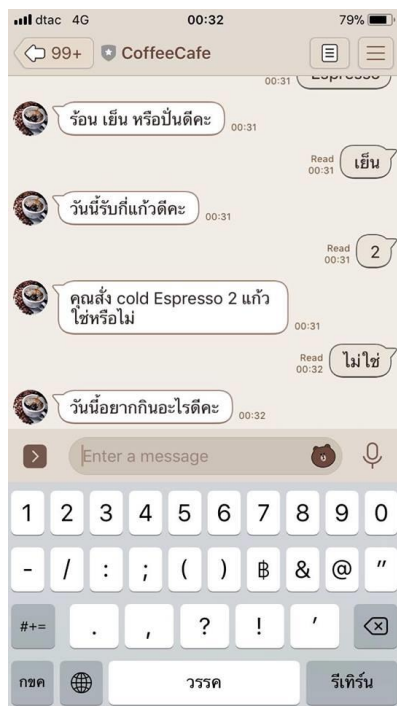 dtac 4G 00:32 79%
99+ CoffeeCafe
00:31 Espresso
ร้อน เย็น หรือปั่นดีคะ 00:31
Read 00:31 เย็น
วันนี้รับกี่แก้วดีคะ 00:31
Read 00:31 2
คุณสั่ง cold Espresso 2 แก้ว
ใช่หรือไม่ 00:31
Read 00:32 ไม่ใช่
วันนี้อยากกินอะไรดีคะ 00:32
Enter a message
1 2 3 4 5 6 7 8 9 0
- / : ; ( ) ฿ & @ "
#+= . , ? ! '
กขค วรรค รีเทิร์น